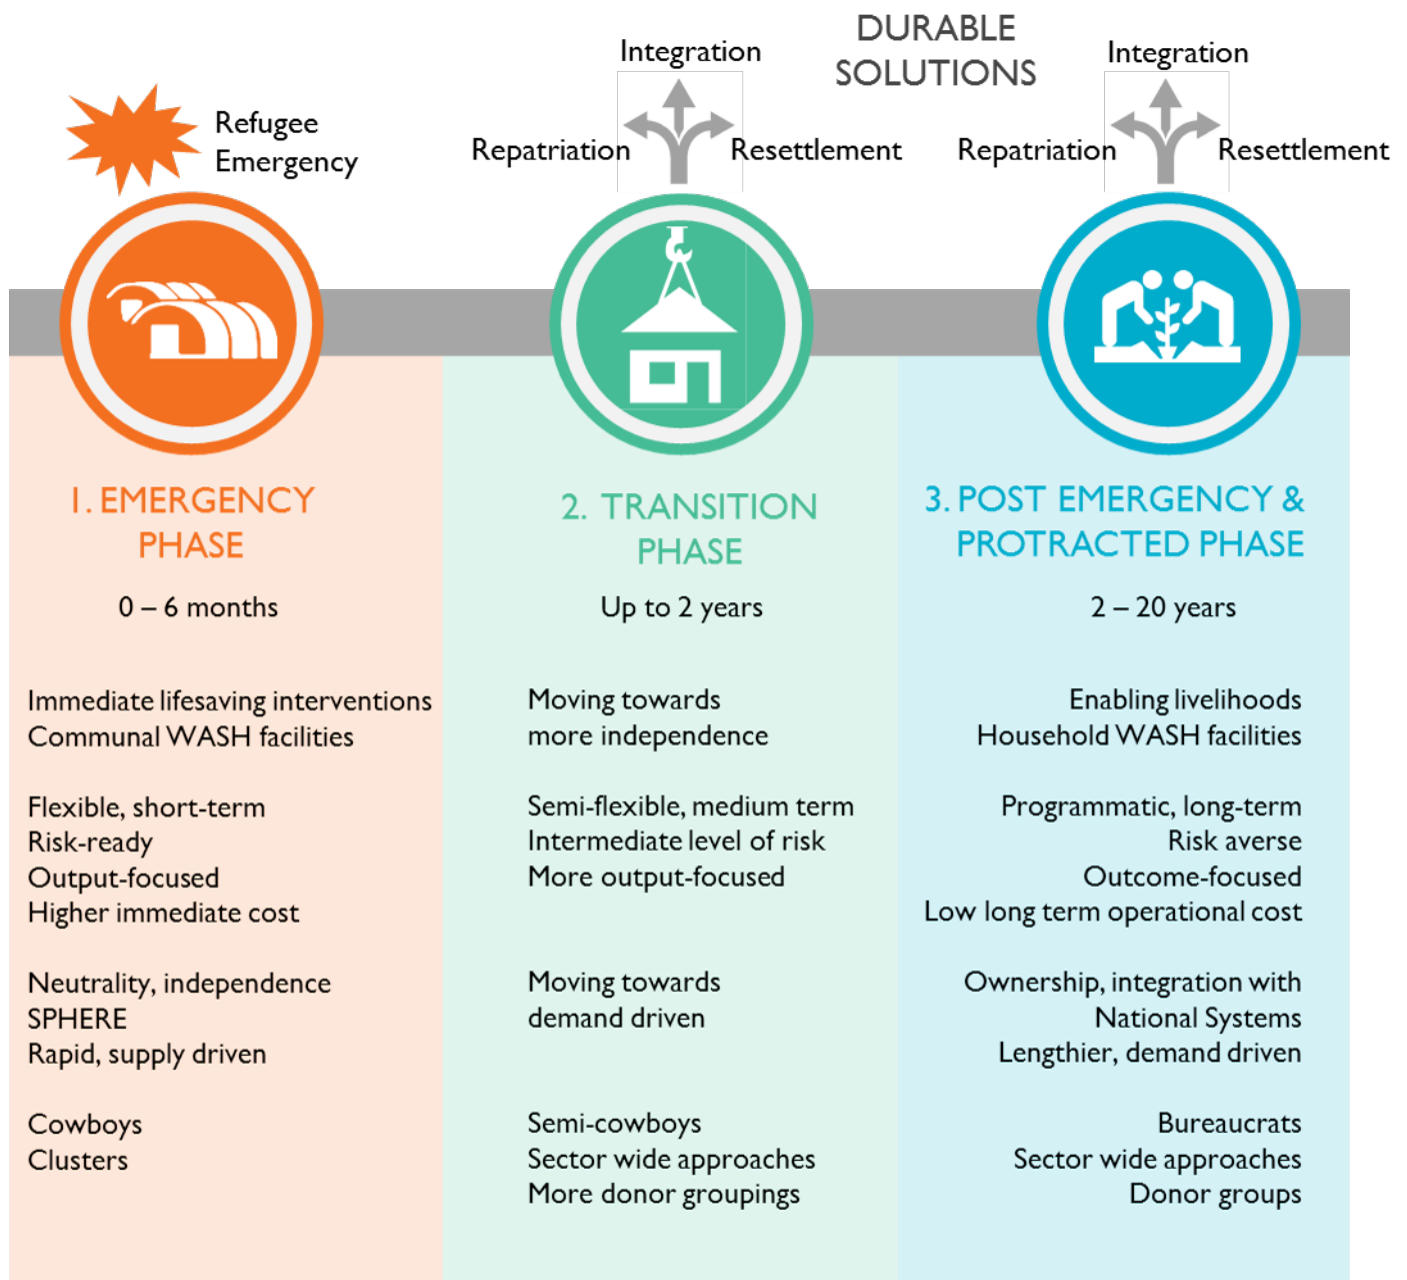 DURABLE
SOLUTIONS
Refugee
Emergency
Integration
Repatriation
Resettlement
Integration
Repatriation
Resettlement
1. EMERGENCY
PHASE
0 – 6 months
Immediate lifesaving interventions
Communal WASH facilities
Flexible, short-term
Risk-ready
Output-focused
Higher immediate cost
Neutrality, independence
SPHERE
Rapid, supply driven
Cowboys
Clusters
2. TRANSITION
PHASE
Up to 2 years
Moving towards
more independence
Semi-flexible, medium term
Intermediate level of risk
More output-focused
Moving towards
demand driven
Semi-cowboys
Sector wide approaches
More donor groupings
3. POST EMERGENCY &
PROTRACTED PHASE
2 – 20 years
Enabling livelihoods
Household WASH facilities
Programmatic, long-term
Risk averse
Outcome-focused
Low long term operational cost
Ownership, integration with
National Systems
Lengthier, demand driven
Bureaucrats
Sector wide approaches
Donor groups